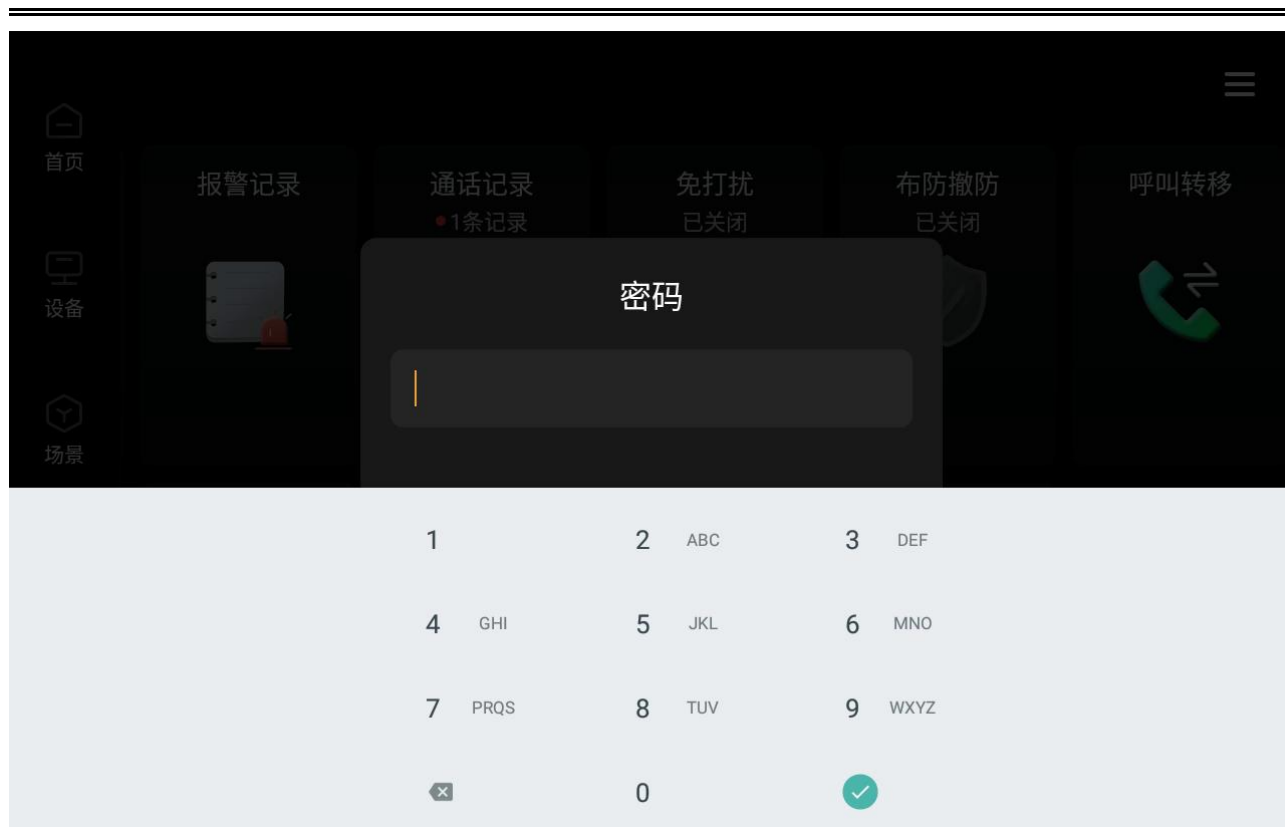 首页
报警记录
通话记录
免打扰
布防撤防
呼叫转移
1条记录
已关闭
已关闭
设备
密码
场景
1
2 ABC
3 DEF
4 GHI
5 JKL
6 MNO
7 PRQS
8 TUV
9 WXYZ
0